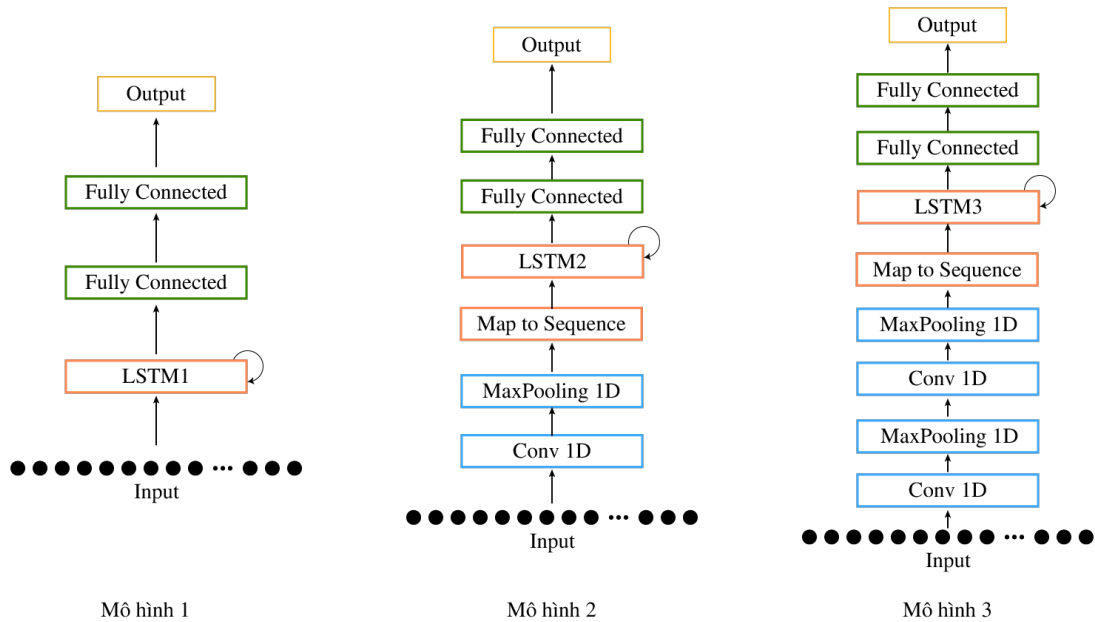 Output
Fully Connected
Fully Connected
LSTM1
...
Input
Mô hình 1
Output
Fully Connected
Fully Connected
LSTM2
Map to Sequence
MaxPooling 1D
Conv 1D
...
Input
Mô hình 2
Output
Fully Connected
Fully Connected
LSTM3
Map to Sequence
MaxPooling 1D
Conv 1D
MaxPooling 1D
Conv 1D
...
Input
Mô hình 3